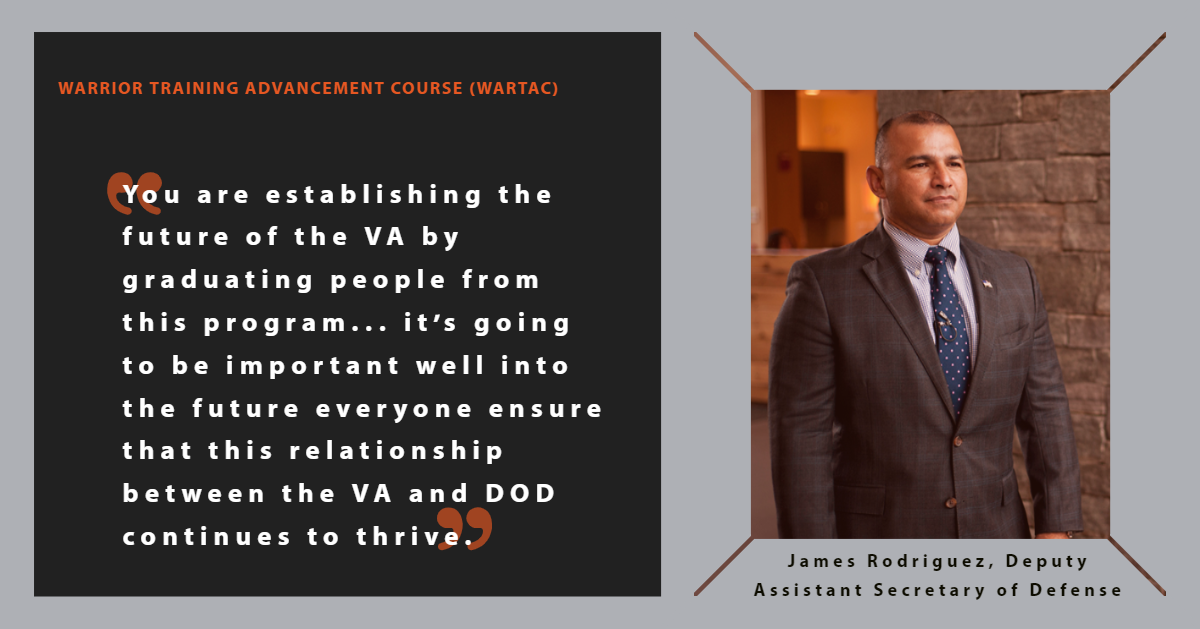 WARRIOR TRAINING ADVANCEMENT COURSE (WARTAC)
You are establishing the
future of the VA by
graduating people from
this program... it’s going
to be important well into
the future everyone ensure
that this relationship
between the VA and DOD
continues to thrive.
James Rodriguez, Deputy
Assistant Secretary of Defense